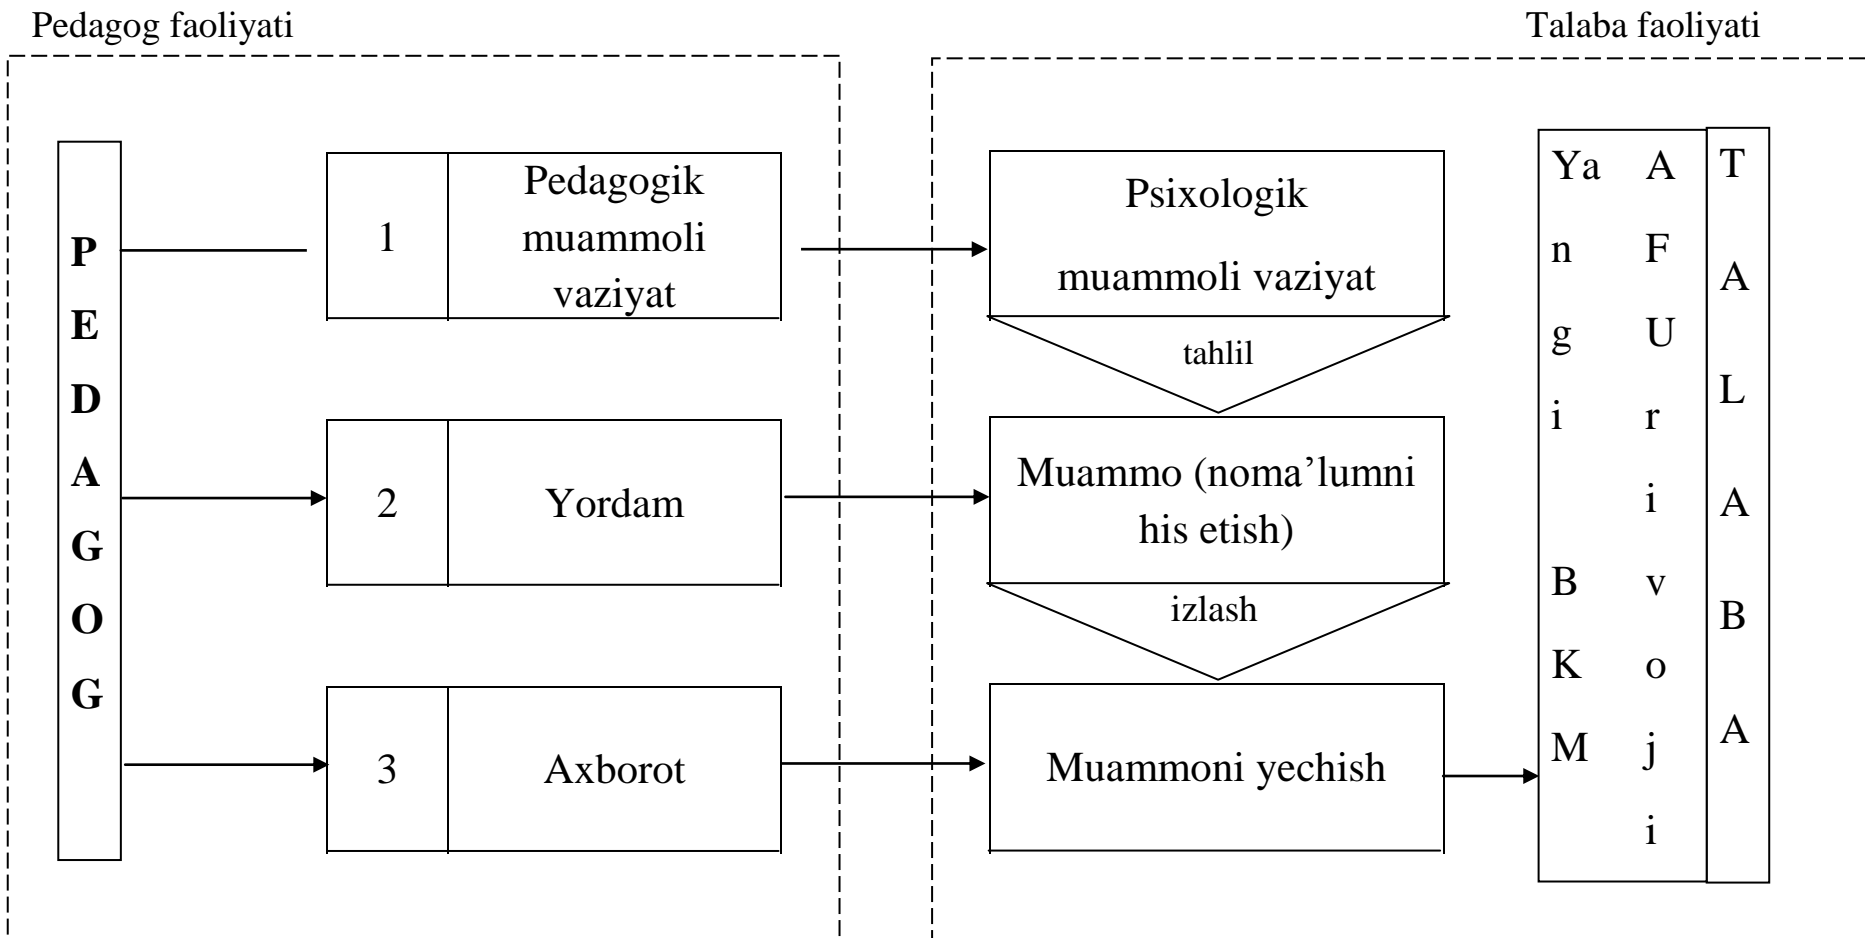 Pedagog faoliyati
Talaba faoliyati
PEDAGOG
1
Pedagogik
muammoli
vaziyat
Psixologik
muammoli vaziyat
tahlil
2
Yordam
Muammo (noma’lumni
his etish)
izlash
3
Axborot
Muammoni yechish
Yangi BKM
AFUrivoji
TALABA